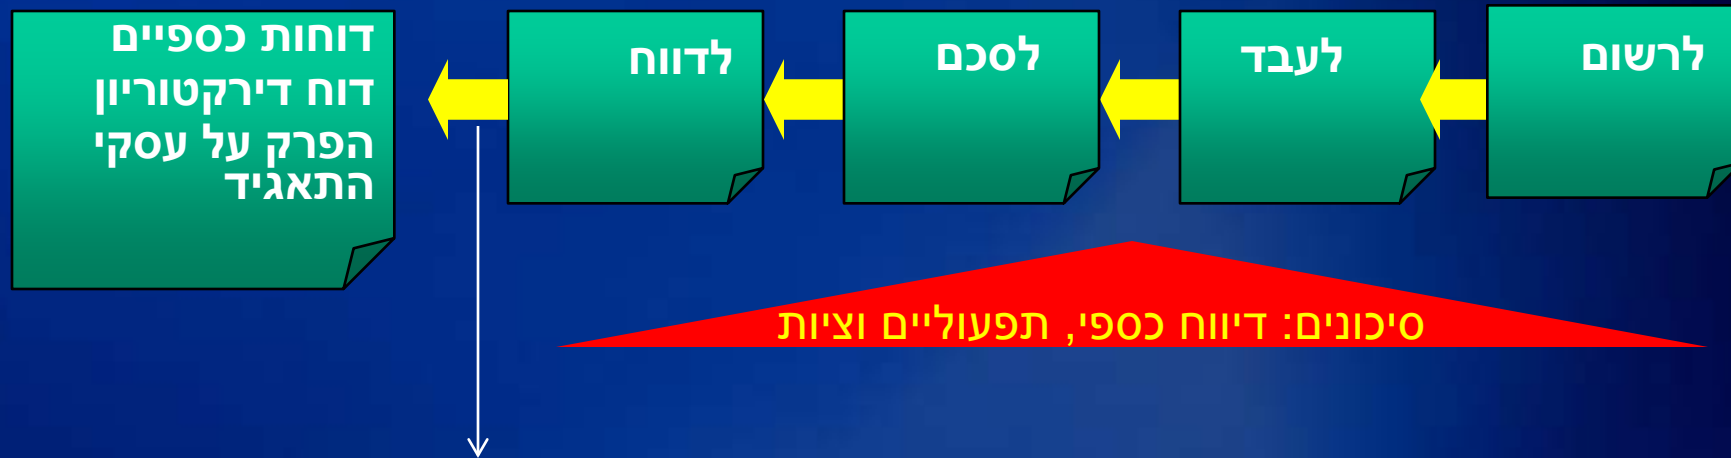 לרשום
לעבד
לסכם
לדווח
דוחות כספיים
דוח דירקטוריון
הפרק על עסקי
התאגיד
סיכונים: דיווח כספי, תפעוליים וציות